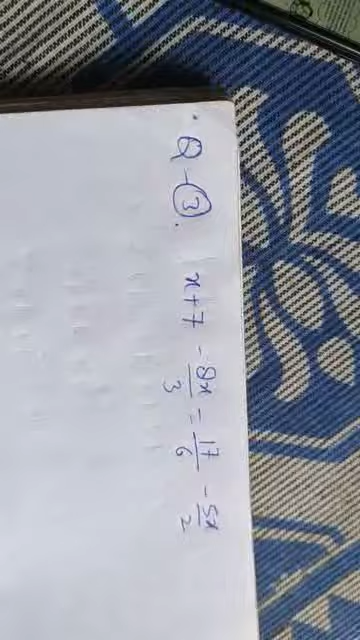 Q-③. x+7 - 8x/3 = 17/6 - 5x/2